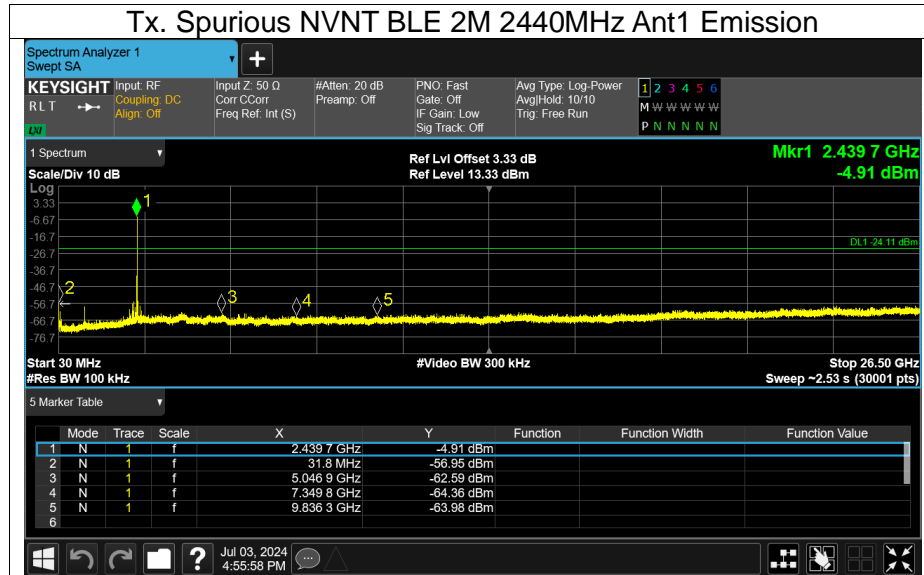 Tx. Spurious NVNT BLE 2M 2440MHz Ant1 Emission
Spectrum Analyzer 1
Swept SA
+
KEYSIGHT Input: RF Input Z: 50 Ω #Atten: 20 dB PNO: Fast Avg Type: Log-Power 1 2 3 4 5 6
R L T Coupling: DC Corr CCorr Preamp: Off Gate: Off Avg|Hold: 10/10 M W W W W W
Align: Off Freq Ref: Int (S) IF Gain: Low Trig: Free Run
LXI Sig Track: Off P N N N N N
1 Spectrum Ref Lvl Offset 3.33 dB Mkr1 2.439 7 GHz
Scale/Div 10 dB Ref Level 13.33 dBm -4.91 dBm
Log
1
3.33
-6.67
-16.7
DL1 -24.11 dBm
-26.7
-36.7
-46.7
2
3 4 5
-56.7
-66.7
-76.7
Start 30 MHz #Video BW 300 kHz Stop 26.50 GHz
#Res BW 100 kHz Sweep ~2.53 s (30001 pts)
5 Marker Table
Mode Trace Scale X Y Function Function Width Function Value
1 N 1 f 2.439 7 GHz -4.91 dBm
2 N 1 f 31.8 MHz -56.95 dBm
3 N 1 f 5.046 9 GHz -62.59 dBm
4 N 1 f 7.349 8 GHz -64.36 dBm
5 N 1 f 9.836 3 GHz -63.98 dBm
6
? Jul 03, 2024
4:55:58 PM